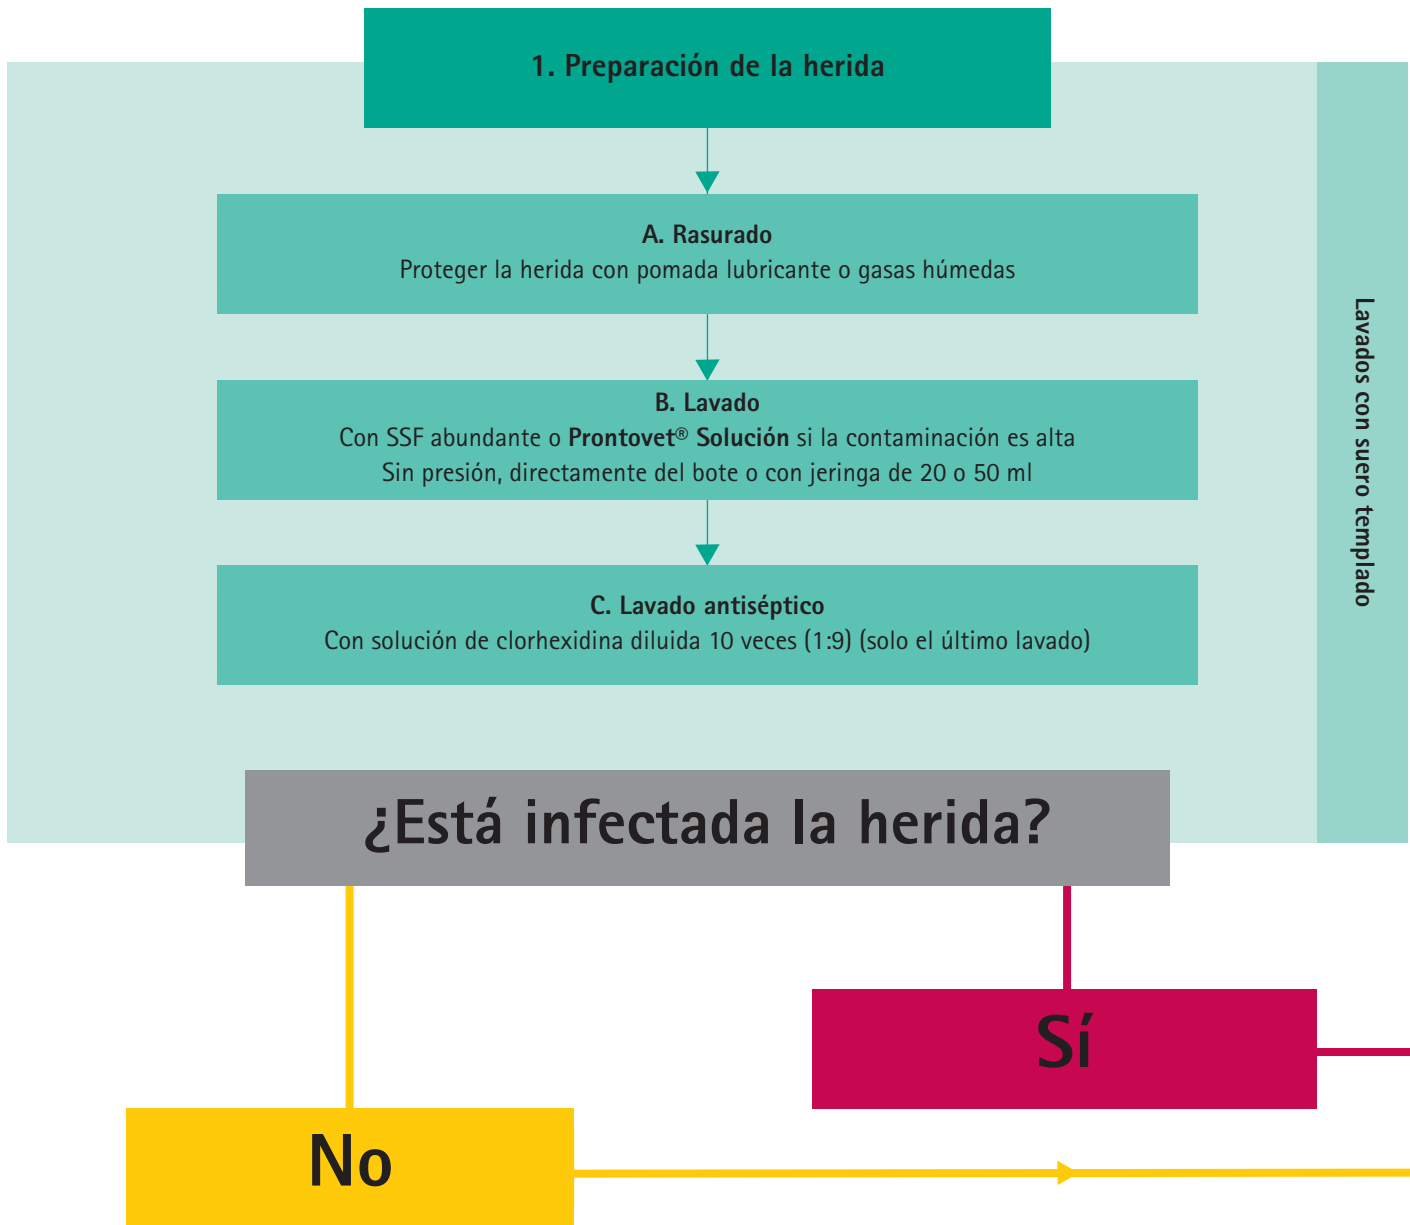 1. Preparación de la herida
A. Rasurado
Proteger la herida con pomada lubricante o gasas húmedas
B. Lavado
Con SSF abundante o Prontovet® Solución si la contaminación es alta
Sin presión, directamente del bote o con jeringa de 20 o 50 ml
C. Lavado antiséptico
Con solución de clorhexidina diluida 10 veces (1:9) (solo el último lavado)
Lavados con suero templado
¿Está infectada la herida?
Sí
No